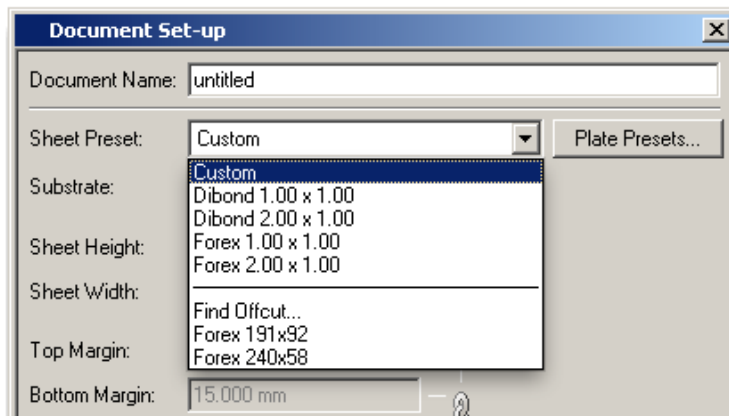 Document Set-up
Document Name: untitled
Sheet Preset: Custom Plate Presets...
Custom
Substrate:
Dibond 1.00 x 1.00
Dibond 2.00 x 1.00
Sheet Height:
Forex 1.00 x 1.00
Forex 2.00 x 1.00
Sheet Width:
Find Offcut...
Forex 191x92
Top Margin:
Forex 240x58
Bottom Margin: 15.000 mm